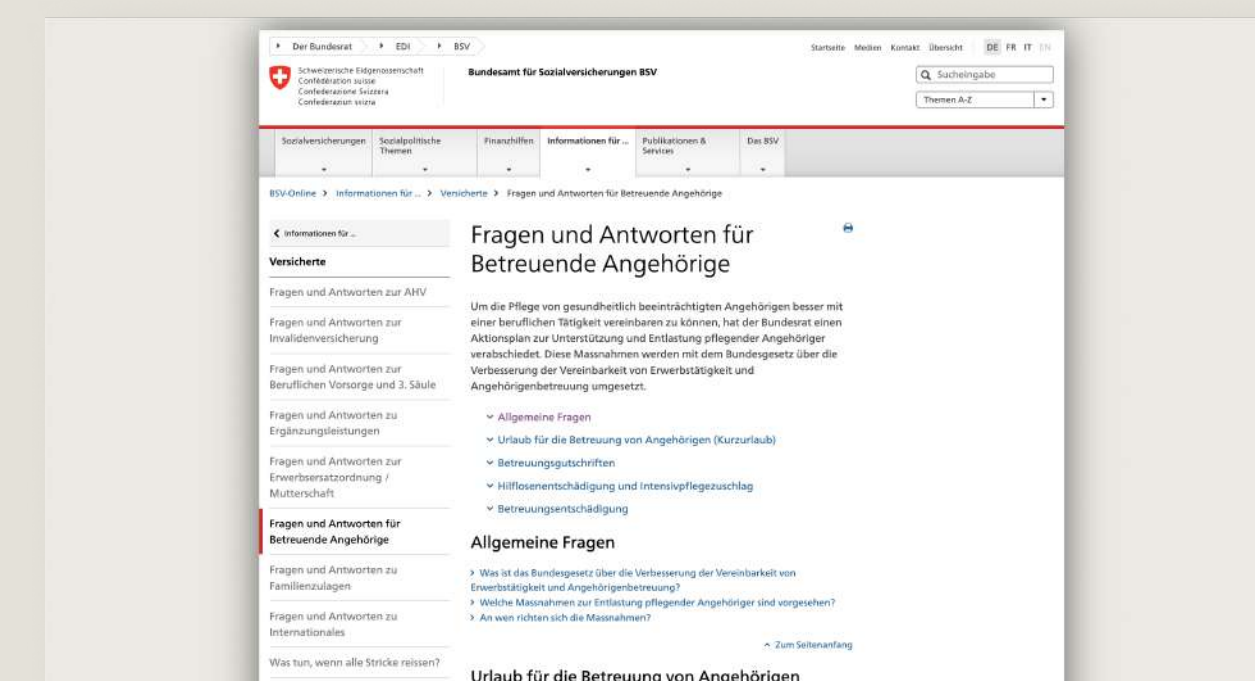 Der Bundesrat EDI BSV
Startseite Medien Kontakt Übersicht DE FR IT EN
Schweizerische Eidgenossenschaft
Confédération suisse
Confederazione Svizzera
Confederaziun svizra
Bundesamt für Sozialversicherungen BSV
Sucheingabe
Themen A-Z
Sozialversicherungen
Sozialpolitische
Themen
Finanzhilfen
Informationen für ...
Publikationen &
Services
Das BSV
BSV-Online > Informationen für ... > Versicherte > Fragen und Antworten für Betreuende Angehörige
Informationen für ...
Versicherte
Fragen und Antworten zur AHV
Fragen und Antworten zur
Invalidenversicherung
Fragen und Antworten zur
Beruflichen Vorsorge und 3. Säule
Fragen und Antworten zu
Ergänzungsleistungen
Fragen und Antworten zur
Erwerbsersatzordnung /
Mutterschaft
Fragen und Antworten für
Betreuende Angehörige
Fragen und Antworten zu
Familienzulagen
Fragen und Antworten zu
Internationales
Was tun, wenn alle Stricke reissen?
Fragen und Antworten für
Betreuende Angehörige
Um die Pflege von gesundheitlich beeinträchtigten Angehörigen besser mit
einer beruflichen Tätigkeit vereinbaren zu können, hat der Bundesrat einen
Aktionsplan zur Unterstützung und Entlastung pflegender Angehöriger
verabschiedet. Diese Massnahmen werden mit dem Bundesgesetz über die
Verbesserung der Vereinbarkeit von Erwerbstätigkeit und
Angehörigenbetreuung umgesetzt.
Allgemeine Fragen
Urlaub für die Betreuung von Angehörigen (Kurzurlaub)
Betreuungsgutschriften
Hilflosenentschädigung und Intensivpflegezuschlag
Betreuungsentschädigung
Allgemeine Fragen
> Was ist das Bundesgesetz über die Verbesserung der Vereinbarkeit von
Erwerbstätigkeit und Angehörigenbetreuung?
> Welche Massnahmen zur Entlastung pflegender Angehöriger sind vorgesehen?
> An wen richten sich die Massnahmen?
Zum Seitenanfang
Urlaub für die Betreuung von Angehörigen